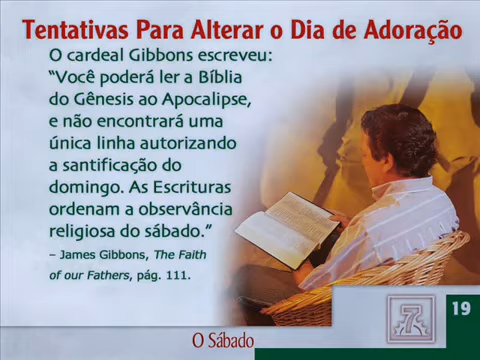 Tentativas Para Alterar o Dia de Adoração
O cardeal Gibbons escreveu:
“Você poderá ler a Bíblia
do Gênesis ao Apocalipse,
e não encontrará uma
única linha autorizando
a santificação do
domingo. As Escrituras
ordenam a observância
religiosa do sábado.”
– James Gibbons, The Faith
of our Fathers, pág. 111.
7
19
O Sábado